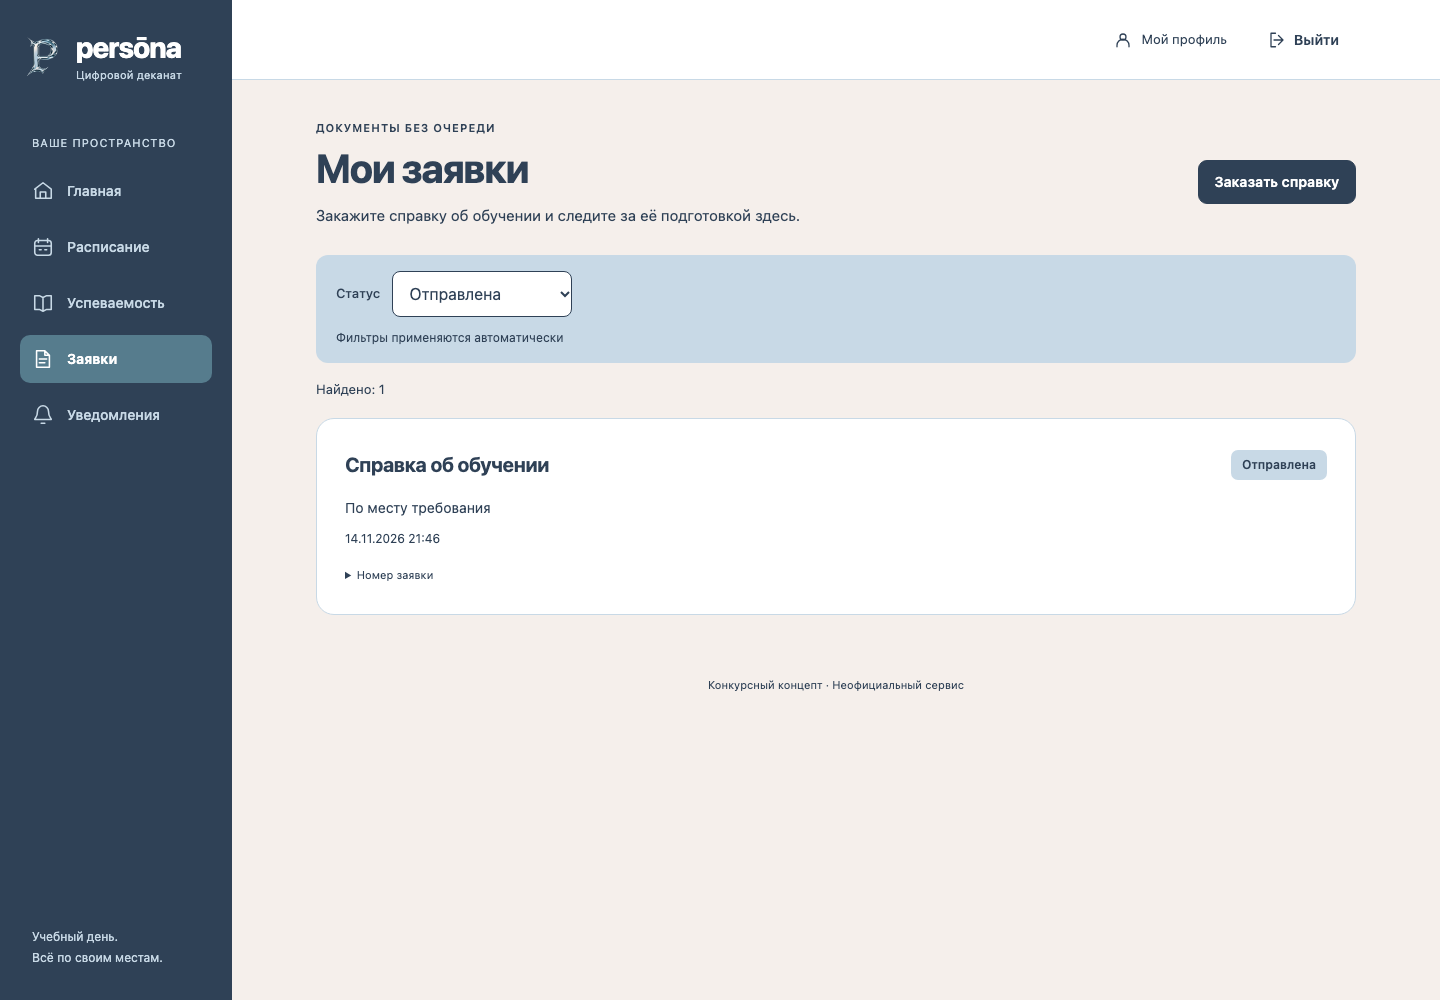 persōna
Цифровой деканат
ВАШЕ ПРОСТРАНСТВО
Главная
Расписание
Успеваемость
Заявки
Уведомления
Учебный день.
Всё по своим местам.
Мой профиль
Выйти
ДОКУМЕНТЫ БЕЗ ОЧЕРЕДИ
Мои заявки
Закажите справку об обучении и следите за её подготовкой здесь.
Заказать справку
Статус
Отправлена
Фильтры применяются автоматически
Найдено: 1
Справка об обучении
Отправлена
По месту требования
14.11.2026 21:46
Номер заявки
Конкурсный концепт · Неофициальный сервис